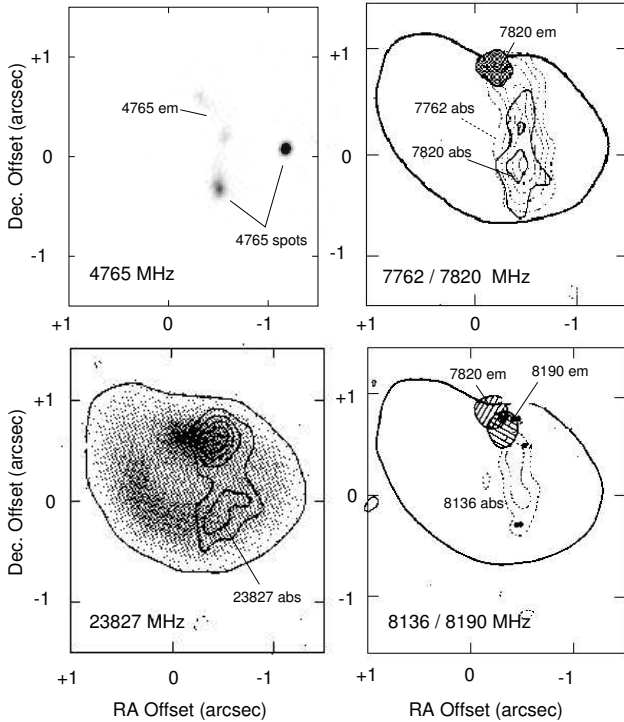 +1
0
-1
Dec. Offset (arcsec)
4765 em
4765 spots
4765 MHz
+1
0
-1
+1
0
-1
7820 em
7762 abs
7820 abs
7762 / 7820 MHz
+1
0
-1
+1
0
-1
Dec. Offset (arcsec)
23827 abs
23827 MHz
+1
0
-1
RA Offset (arcsec)
+1
0
-1
7820 em
8190 em
8136 abs
8136 / 8190 MHz
+1
0
-1
RA Offset (arcsec)